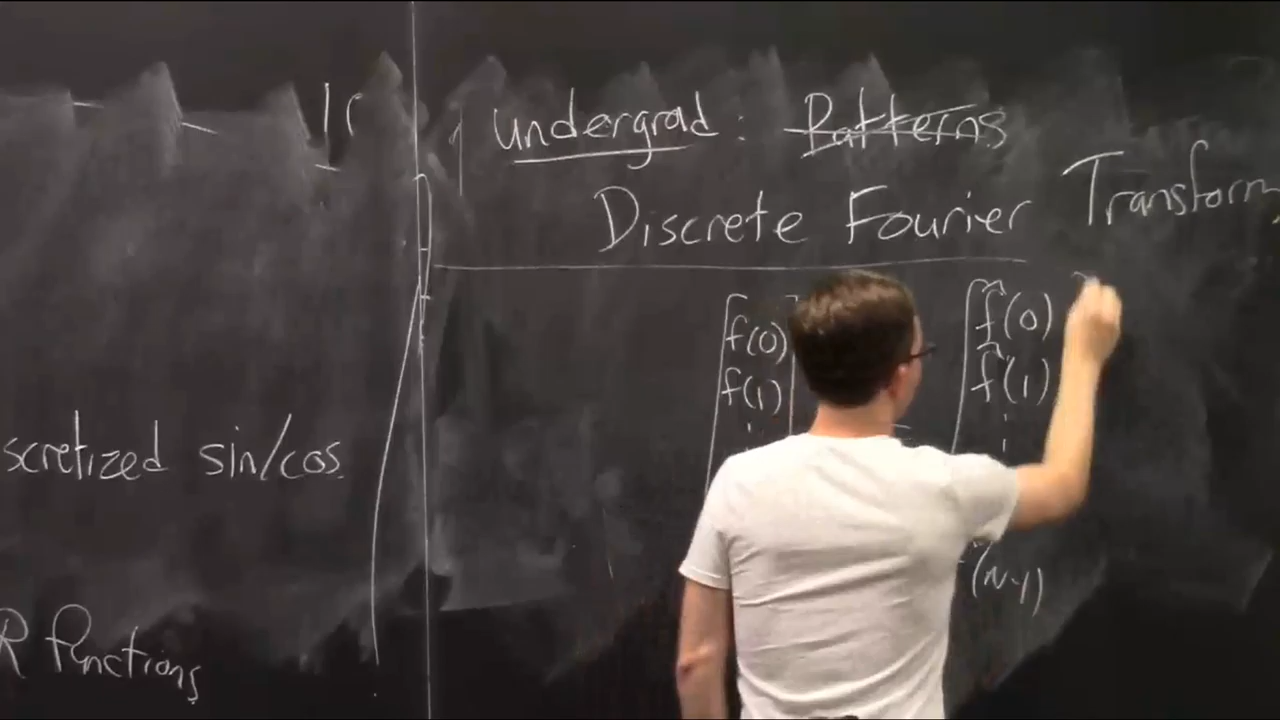 undergrad: Patterns
Discrete Fourier Transform
f(0)
f(1)
f̂(0)
f̂(1)
(N-1)
scretized sin/cos
R functions